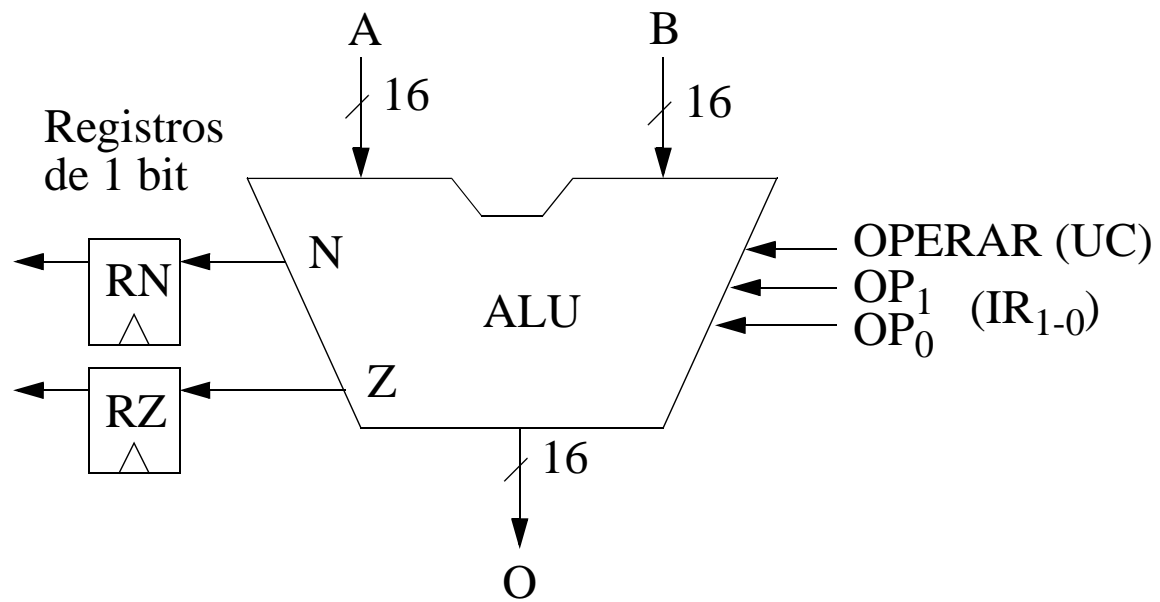 A
B
16
16
Registros
de 1 bit
N
OPERAR (UC)
RN
OP1 (IR1-0)
ALU
OP0
Z
RZ
16
O